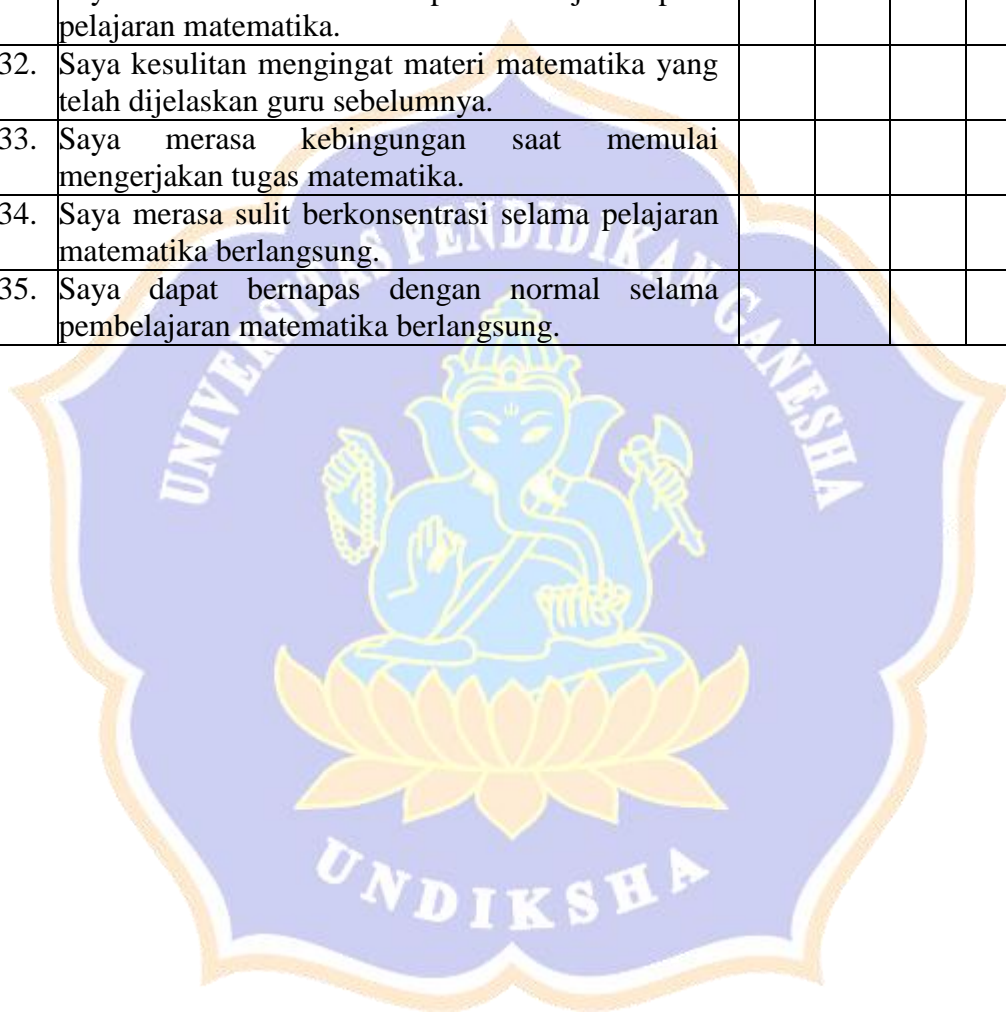 pelajaran matematika.
32. Saya kesulitan mengingat materi matematika yang
telah dijelaskan guru sebelumnya.
33. Saya merasa kebingungan saat memulai
mengerjakan tugas matematika.
34. Saya merasa sulit berkonsentrasi selama pelajaran
matematika berlangsung.
35. Saya dapat bernapas dengan normal selama
pembelajaran matematika berlangsung.
UNIVERSITAS PENDIDIKAN GANESHA
UNDIKSHA